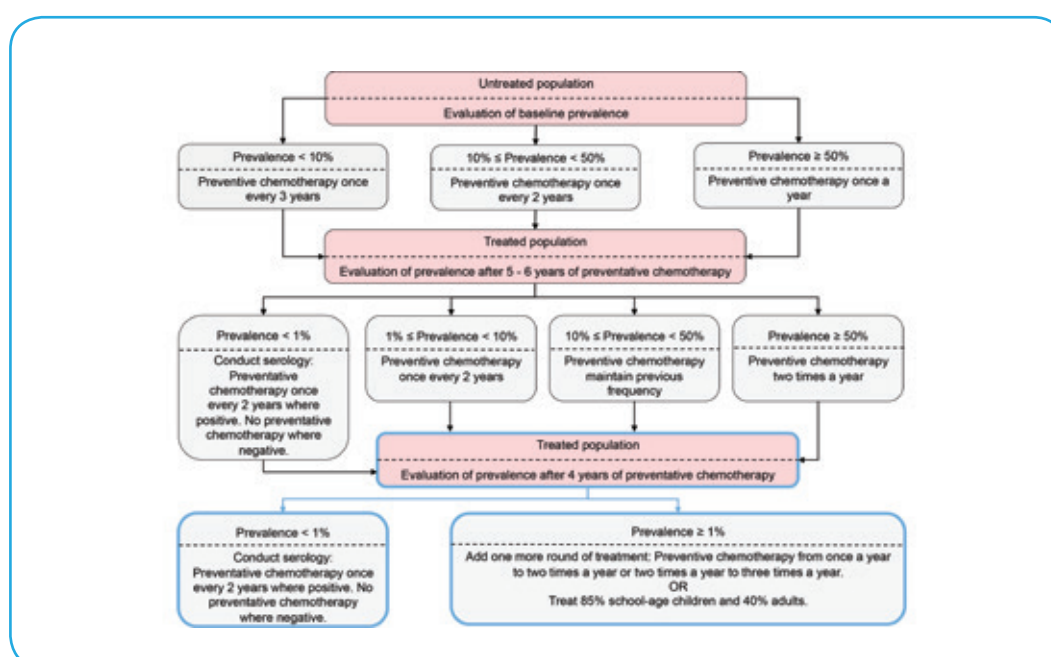 Untreated population
Evaluation of baseline prevalence
Prevalence < 10%
Preventive chemotherapy once
every 3 years
10% ≤ Prevalence < 50%
Preventive chemotherapy once
every 2 years
Prevalence ≥ 50%
Preventive chemotherapy once a
year
Treated population
Evaluation of prevalence after 5 - 6 years of preventative chemotherapy
Prevalence < 1%
Conduct serology:
Preventative
chemotherapy once
every 2 years where
positive. No preventative
chemotherapy where
negative.
1% ≤ Prevalence < 10%
Preventive chemotherapy
once every 2 years
10% ≤ Prevalence < 50%
Preventive chemotherapy
maintain previous
frequency
Prevalence ≥ 50%
Preventive chemotherapy
two times a year
Treated population
Evaluation of prevalence after 4 years of preventative chemotherapy
Prevalence < 1%
Conduct serology:
Preventative chemotherapy once
every 2 years where positive. No
preventative chemotherapy
where negative.
Prevalence ≥ 1%
Add one more round of treatment: Preventive chemotherapy from once a year
to two times a year or two times a year to three times a year.
OR
Treat 85% school-age children and 40% adults.